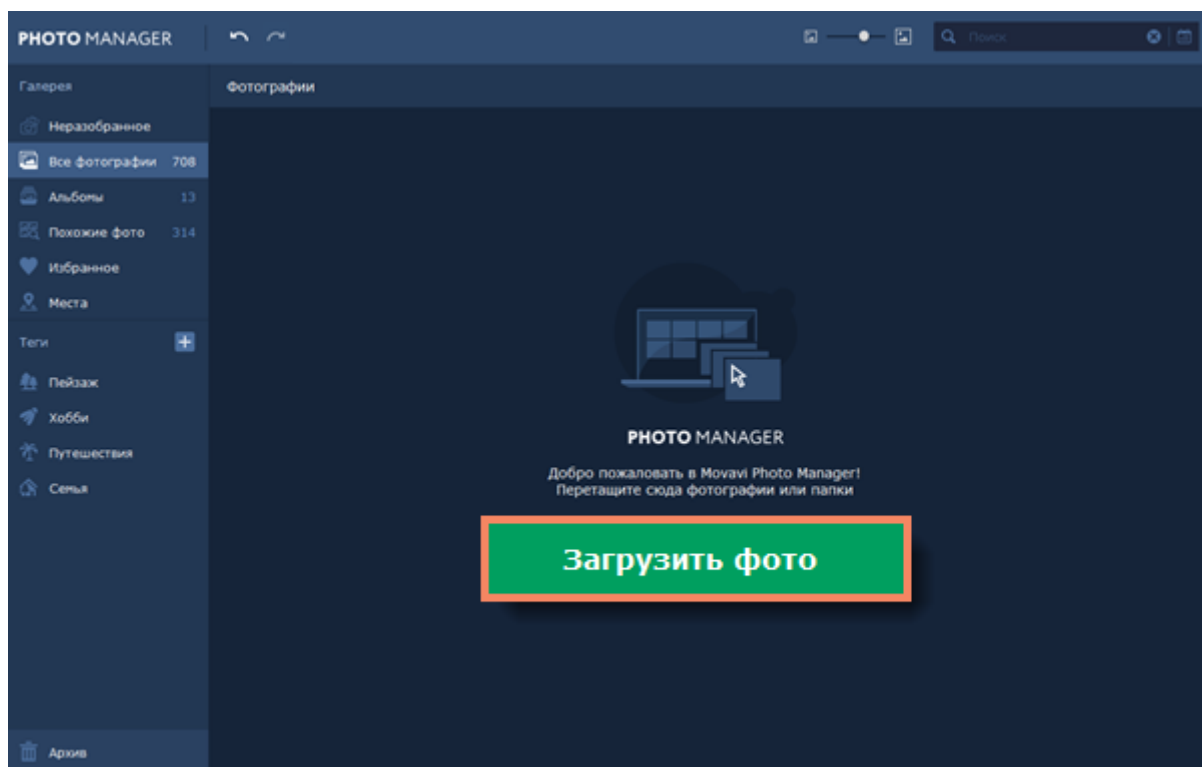 PHOTO MANAGER
Поиск
Галерея
Фотографии
Неразобранное
Все фотографии 708
Альбомы 13
Похожие фото 314
Избранное
Места
Теги
Пейзаж
Хобби
Путешествия
Семья
PHOTO MANAGER
Добро пожаловать в Movavi Photo Manager!
Перетащите сюда фотографии или папки
Загрузить фото
Архив